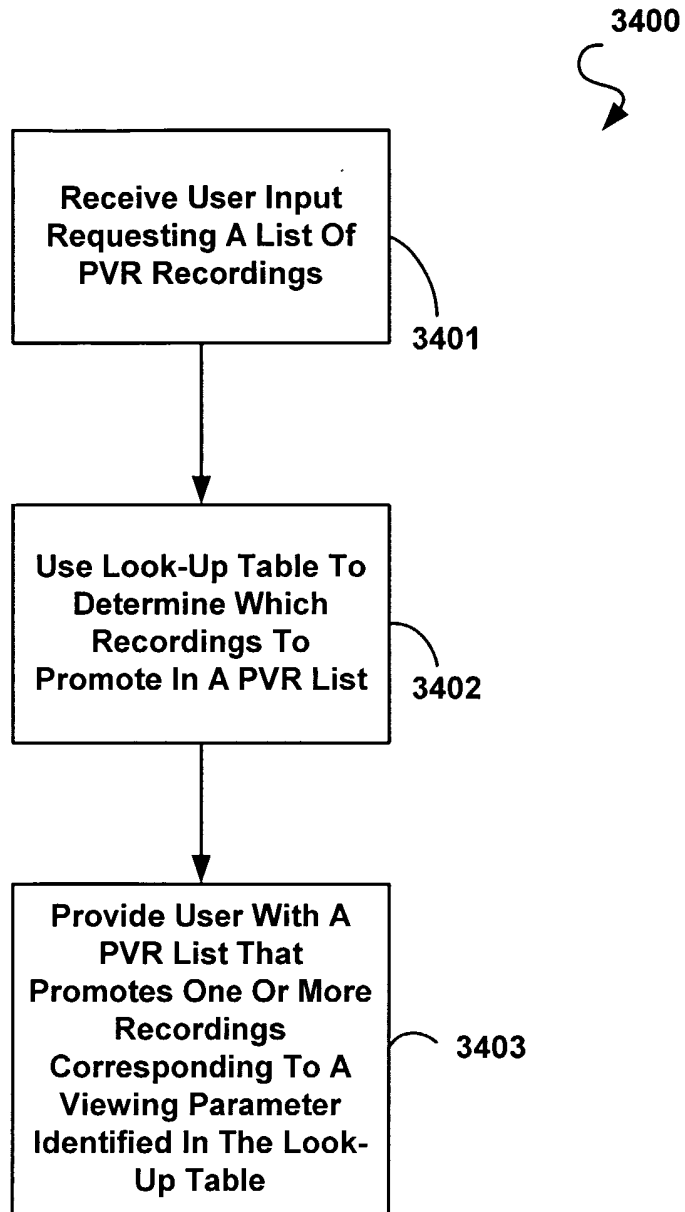 3400
Receive User Input
Requesting A List Of
PVR Recordings
3401
Use Look-Up Table To
Determine Which
Recordings To
Promote In A PVR List
3402
Provide User With A
PVR List That
Promotes One Or More
Recordings
Corresponding To A
Viewing Parameter
Identified In The Look-
Up Table
3403